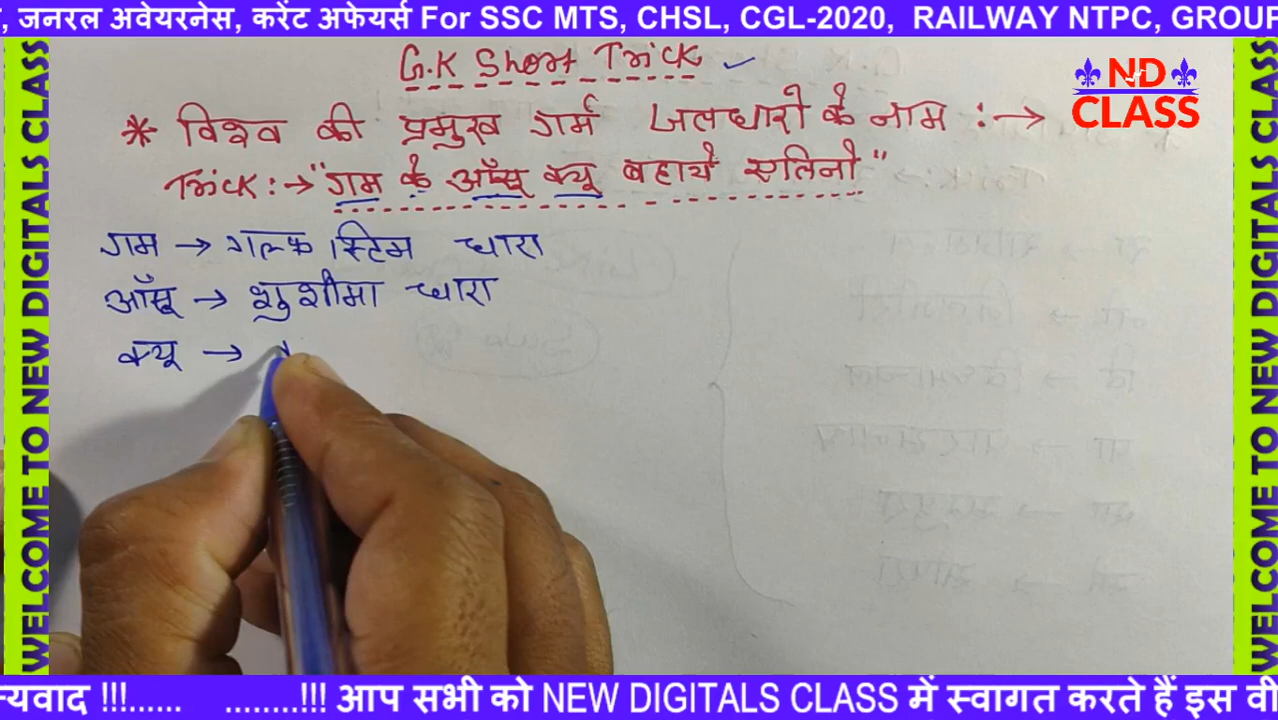 , जनरल अवेयरनेस, करेंट अफेयर्स For SSC MTS, CHSL, CGL-2020, RAILWAY NTPC, GROUP
G.K Short Trick
ND
CLASS
* विश्व की प्रमुख गर्म जलधारो के नाम :→
Trick :→ "गम के आँसू क्यू बहाये एलिनो"
गम → गल्फ स्टिम धारा
आँसू → शुशीमा धारा
क्यू →
WELCOME TO NEW DIGITALS CLASS
WELCOME TO NEW DIGITALS CLASS
न्यवाद !!!...... ........!!! आप सभी को NEW DIGITALS CLASS में स्वागत करते हैं इस वी